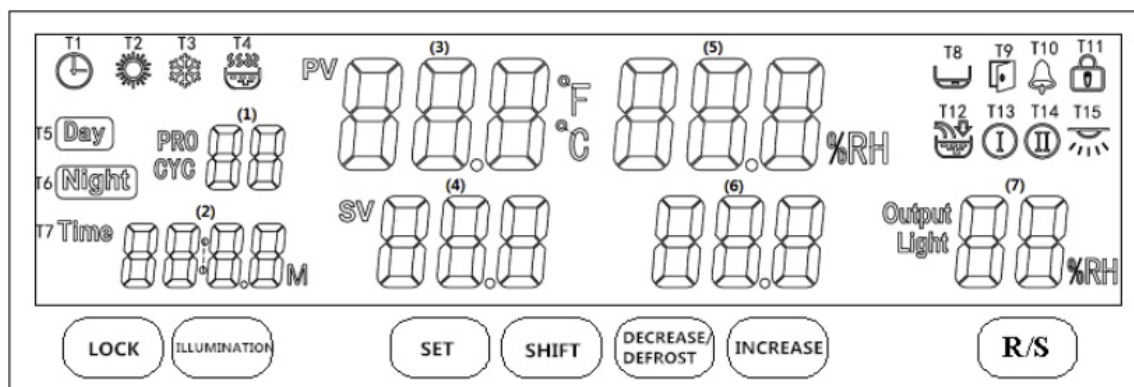 T1 T2 T3 T4 (3) (5) T8 T9 T10 T11
PV °F °C %RH
(1)
T5 Day PRO T12 T13 T14 T15
CYC I II
T6 Night
(2) (4) (6) (7)
T7 Time SV Output
Light
M %RH
LOCK ILLUMINATION SET SHIFT DECREASE/ INCREASE R/S
DEFROST